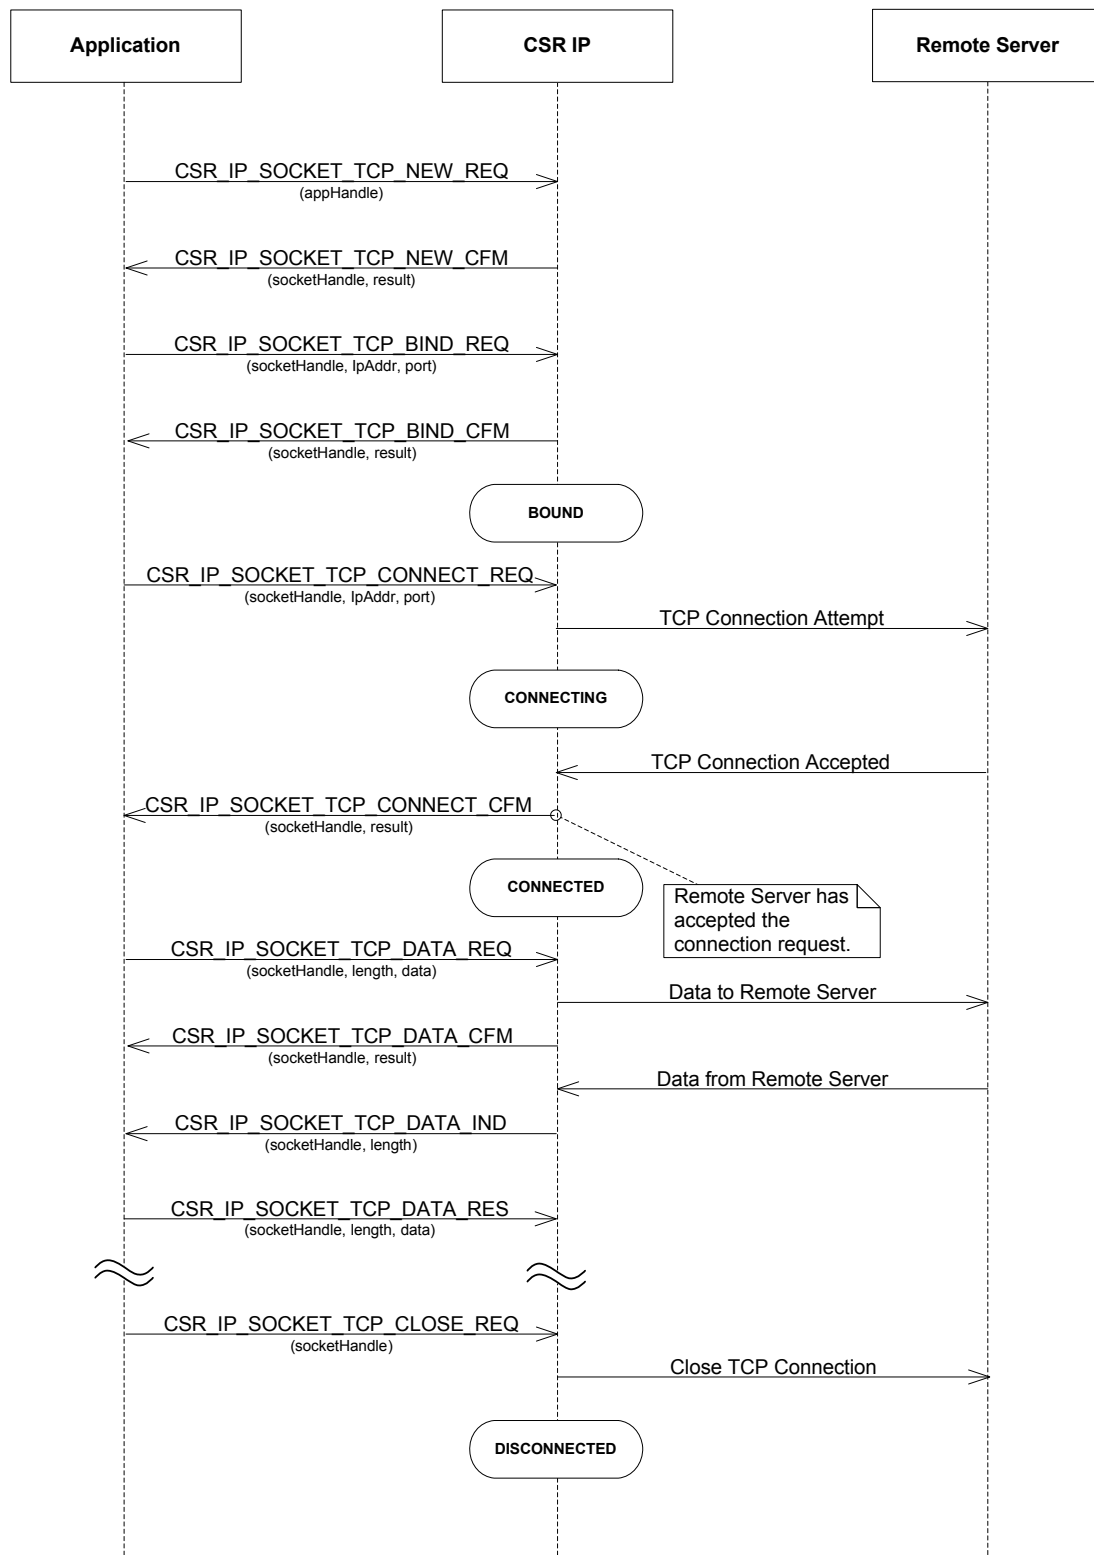 Application
CSR IP
Remote Server
CSR_IP_SOCKET_TCP_NEW_REQ
(appHandle)
CSR_IP_SOCKET_TCP_NEW_CFM
(socketHandle, result)
CSR_IP_SOCKET_TCP_BIND_REQ
(socketHandle, IpAddr, port)
CSR_IP_SOCKET_TCP_BIND_CFM
(socketHandle, result)
BOUND
CSR_IP_SOCKET_TCP_CONNECT_REQ
(socketHandle, IpAddr, port)
TCP Connection Attempt
CONNECTING
TCP Connection Accepted
CSR_IP_SOCKET_TCP_CONNECT_CFM
(socketHandle, result)
CONNECTED
Remote Server has
accepted the
connection request.
CSR_IP_SOCKET_TCP_DATA_REQ
(socketHandle, length, data)
Data to Remote Server
CSR_IP_SOCKET_TCP_DATA_CFM
(socketHandle, result)
Data from Remote Server
CSR_IP_SOCKET_TCP_DATA_IND
(socketHandle, length)
CSR_IP_SOCKET_TCP_DATA_RES
(socketHandle, length, data)
CSR_IP_SOCKET_TCP_CLOSE_REQ
(socketHandle)
Close TCP Connection
DISCONNECTED